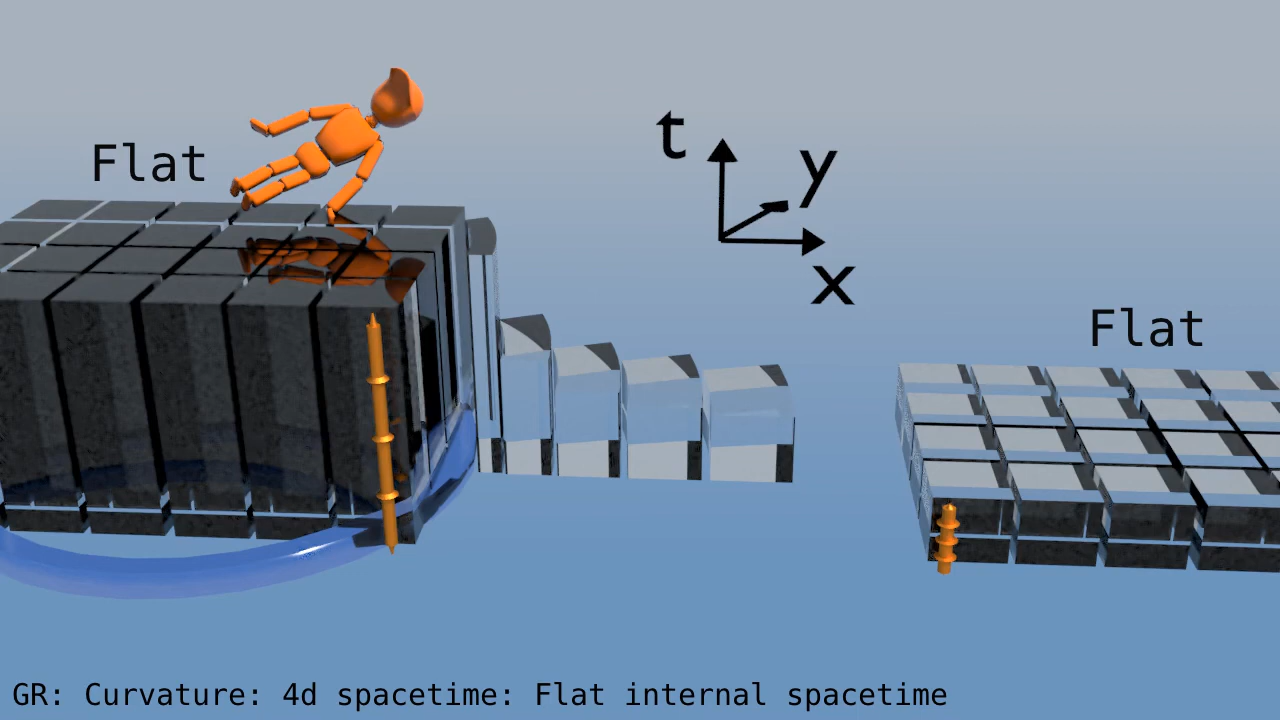 Flat
t
y
x
Flat
GR: Curvature: 4d spacetime: Flat internal spacetime